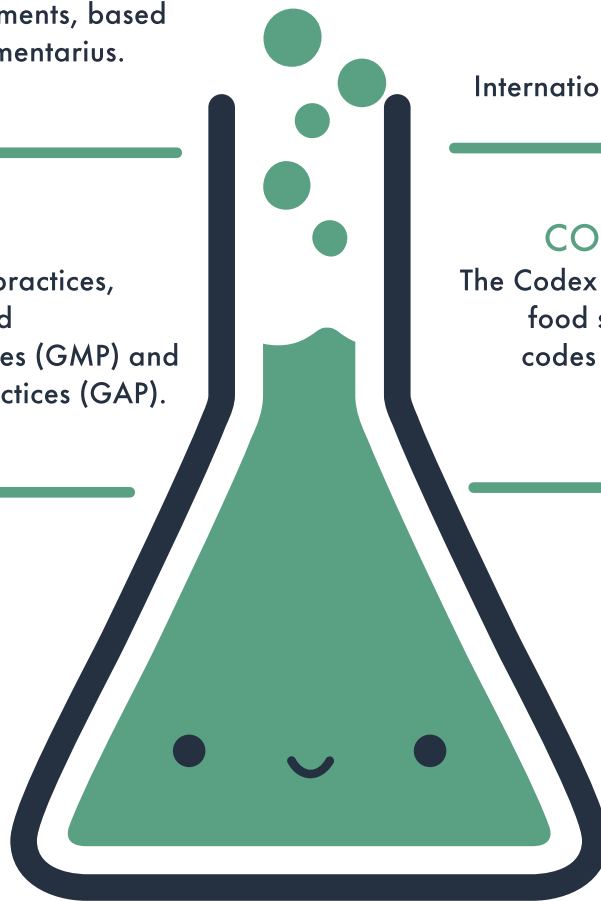 ments, based
mentarius.
practices,
d
es (GMP) and
ctices (GAP).
Internatio
CO
The Codex
food s
codes